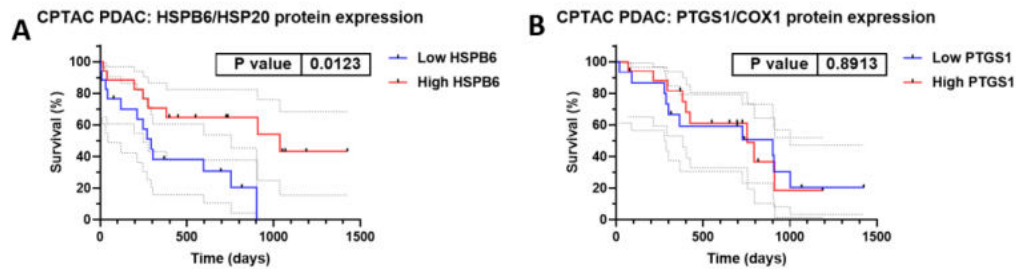 A CPTAC PDAC: HSPB6/HSP20 protein expression
P value 0.0123
Low HSPB6
High HSPB6
Survival (%)
100
80
60
40
20
0
0 500 1000 1500
Time (days)
B CPTAC PDAC: PTGS1/COX1 protein expression
P value 0.8913
Low PTGS1
High PTGS1
Survival (%)
100
80
60
40
20
0
0 500 1000 1500
Time (days)